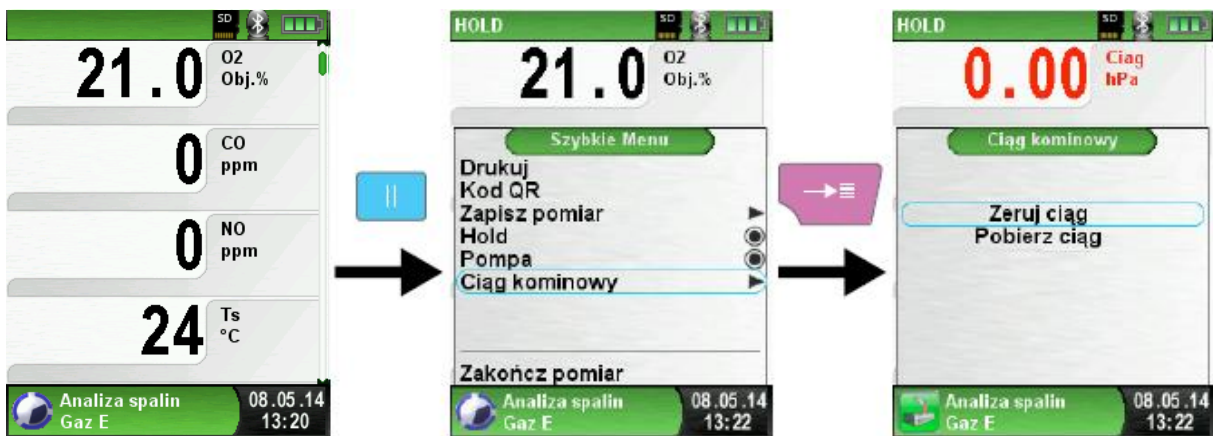 SD
21.0
O2
Obj.%
0
CO
ppm
0
NO
ppm
24
Ts
°C
Analiza spalin
Gaz E
08.05.14
13:20
HOLD
SD
21.0
O2
Obj.%
Szybkie Menu
Drukuj
Kod QR
Zapisz pomiar
Hold
Pompa
Ciąg kominowy
Zakończ pomiar
Analiza spalin
Gaz E
08.05.14
13:22
HOLD
SD
0.00
Ciag
hPa
Ciąg kominowy
Zeruj ciąg
Pobierz ciąg
Analiza spalin
Gaz E
08.05.14
13:22